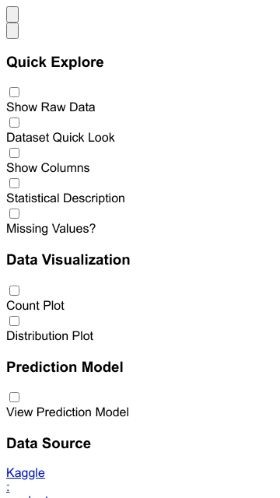 Quick Explore
Show Raw Data
Dataset Quick Look
Show Columns
Statistical Description
Missing Values?
Data Visualization
Count Plot
Distribution Plot
Prediction Model
View Prediction Model
Data Source
Kaggle
: